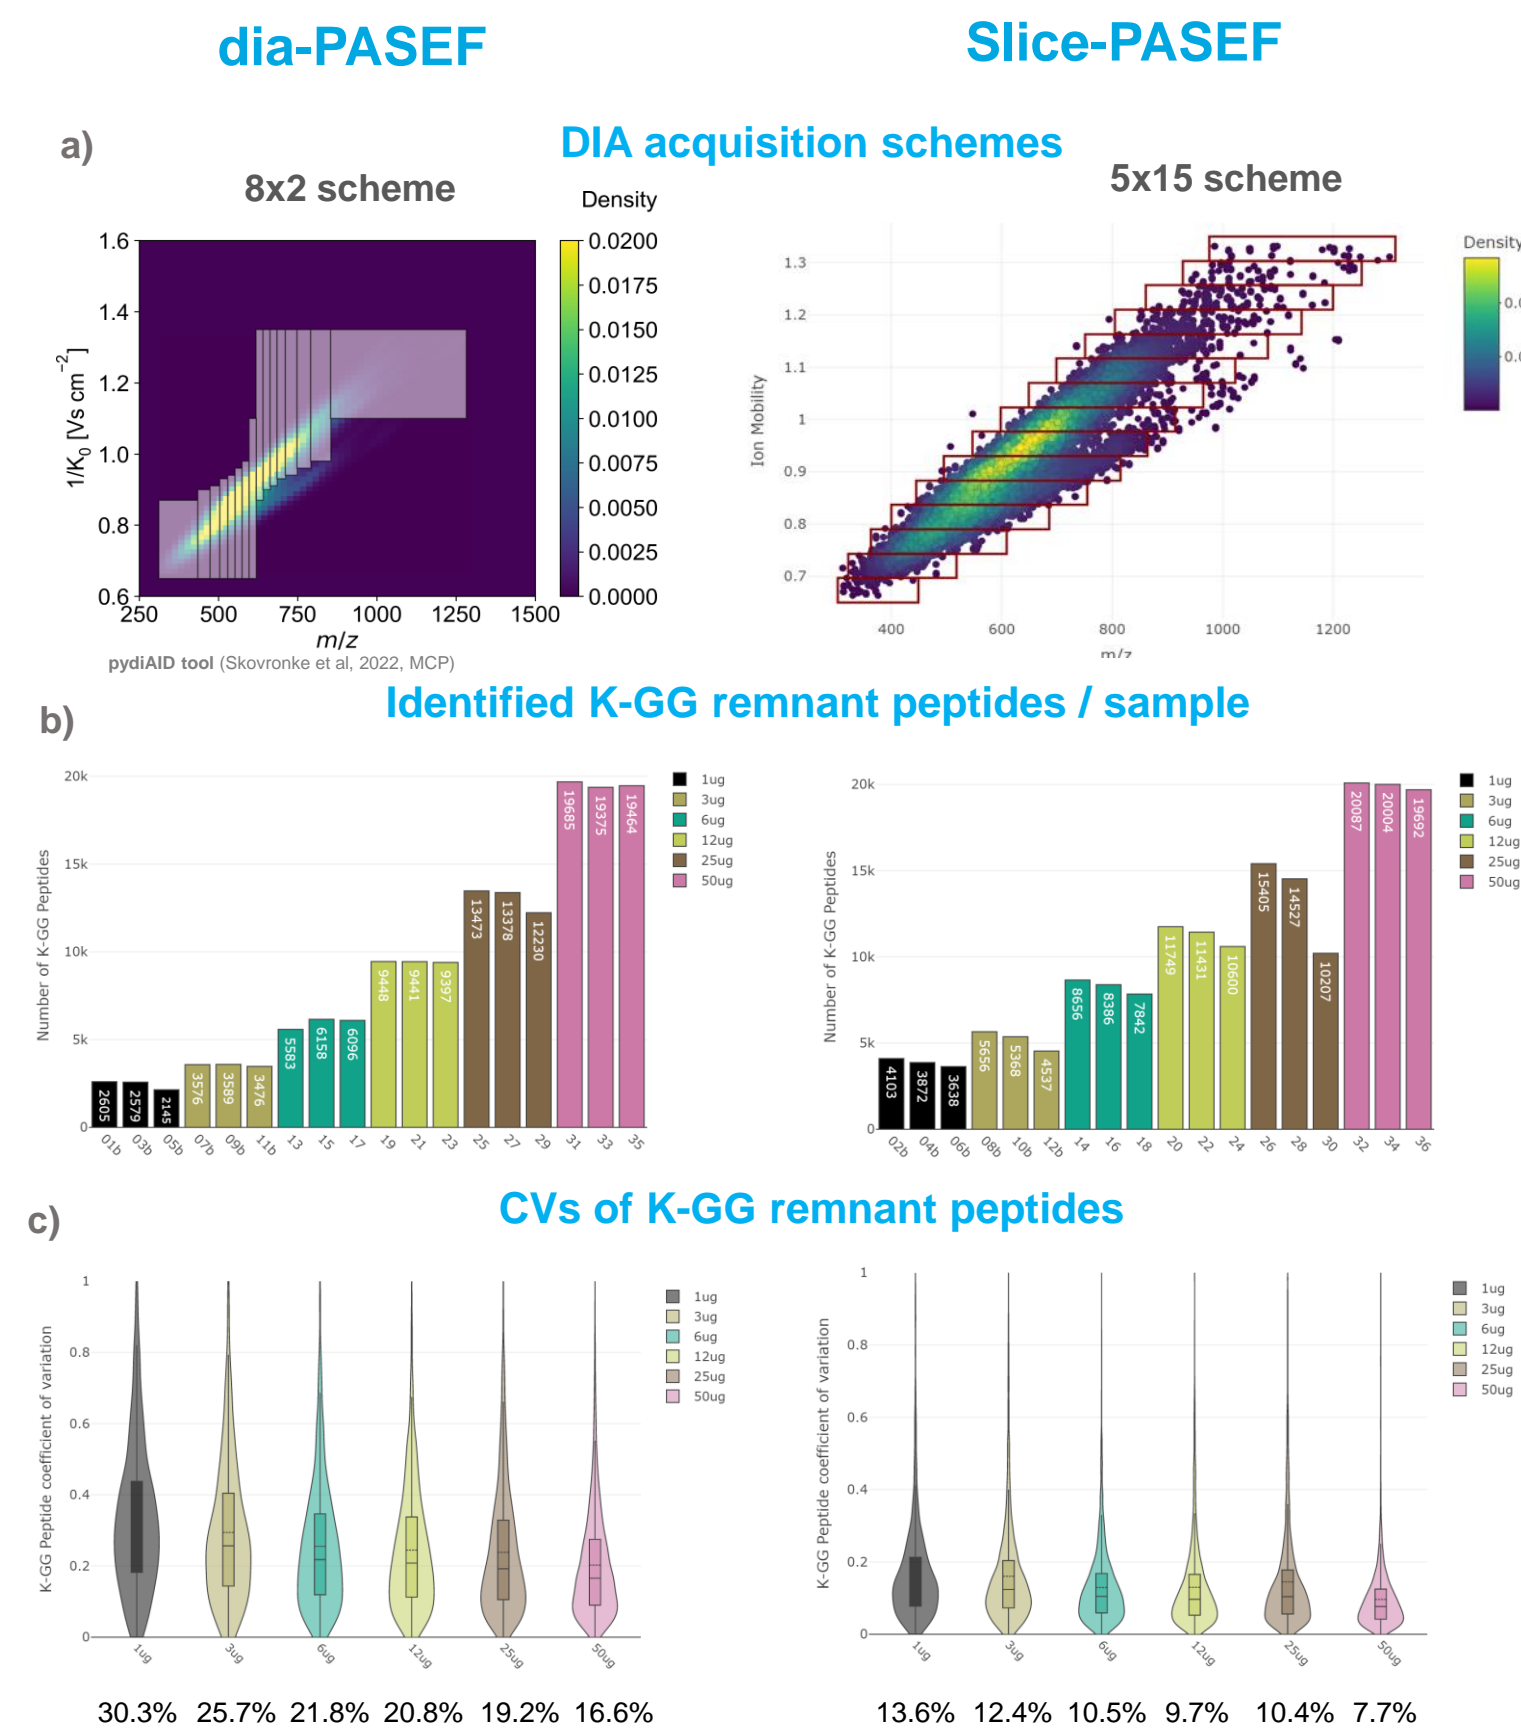 dia-PASEF
Slice-PASEF
DIA acquisition schemes
a)
8x2 scheme
5x15 scheme
Density
1.6
1.4
1.2
1.0
0.8
0.6
1/K0 [Vs cm−2]
250 500 750 1000 1250 1500
m/z
0.0200
0.0175
0.0150
0.0125
0.0100
0.0075
0.0050
0.0025
0.0000
pydiAID tool (Skovronke et al, 2022, MCP)
Density
1.3
1.2
1.1
1
0.9
0.8
0.7
Ion Mobility
400 600 800 1000 1200
m/z
Identified K-GG remnant peptides / sample
b)
20k
15k
10k
5k
0
Number of K-GG Peptides
2605 2579 2145 3576 3589 3476 5583 6158 6096 9448 9441 9397 13473 13378 12230 19685 19375 19464
01b 03b 05b 07b 09b 11b 13 15 17 19 21 23 25 27 29 31 33 35
1ug
3ug
6ug
12ug
25ug
50ug
20k
15k
10k
5k
0
Number of K-GG Peptides
4103 3872 3638 5656 5368 4537 8656 8386 7842 11749 11431 10600 15405 14527 10207 20087 20004 19692
02b 04b 06b 08b 10b 12b 14 16 18 20 22 24 26 28 30 32 34 36
1ug
3ug
6ug
12ug
25ug
50ug
CVs of K-GG remnant peptides
c)
1
0.8
0.6
0.4
0.2
0
K-GG Peptide coefficient of variation
1ug 3ug 6ug 12ug 25ug 50ug
1ug
3ug
6ug
12ug
25ug
50ug
30.3% 25.7% 21.8% 20.8% 19.2% 16.6%
1
0.8
0.6
0.4
0.2
0
K-GG Peptide coefficient of variation
1ug 3ug 6ug 12ug 25ug 50ug
1ug
3ug
6ug
12ug
25ug
50ug
13.6% 12.4% 10.5% 9.7% 10.4% 7.7%